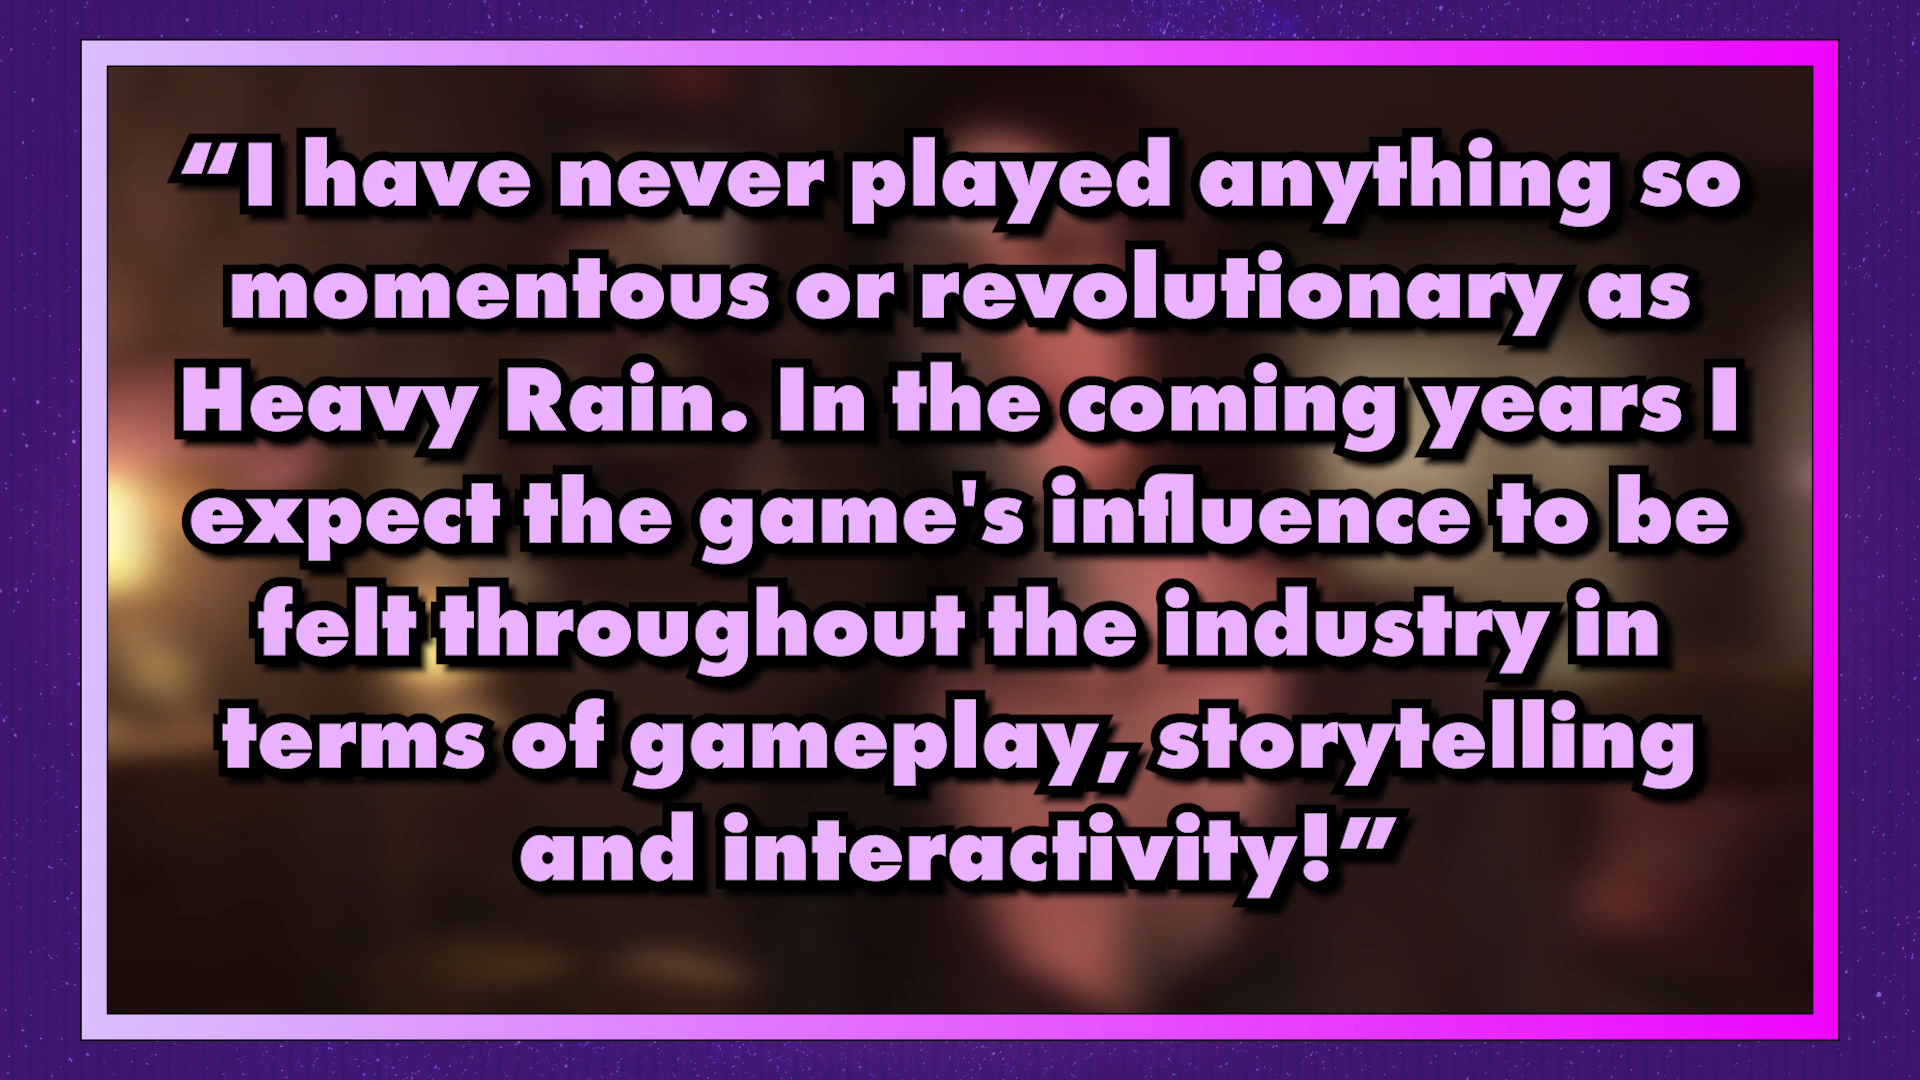 “I have never played anything so
momentous or revolutionary as
Heavy Rain. In the coming years I
expect the game's influence to be
felt throughout the industry in
terms of gameplay, storytelling
and interactivity!”